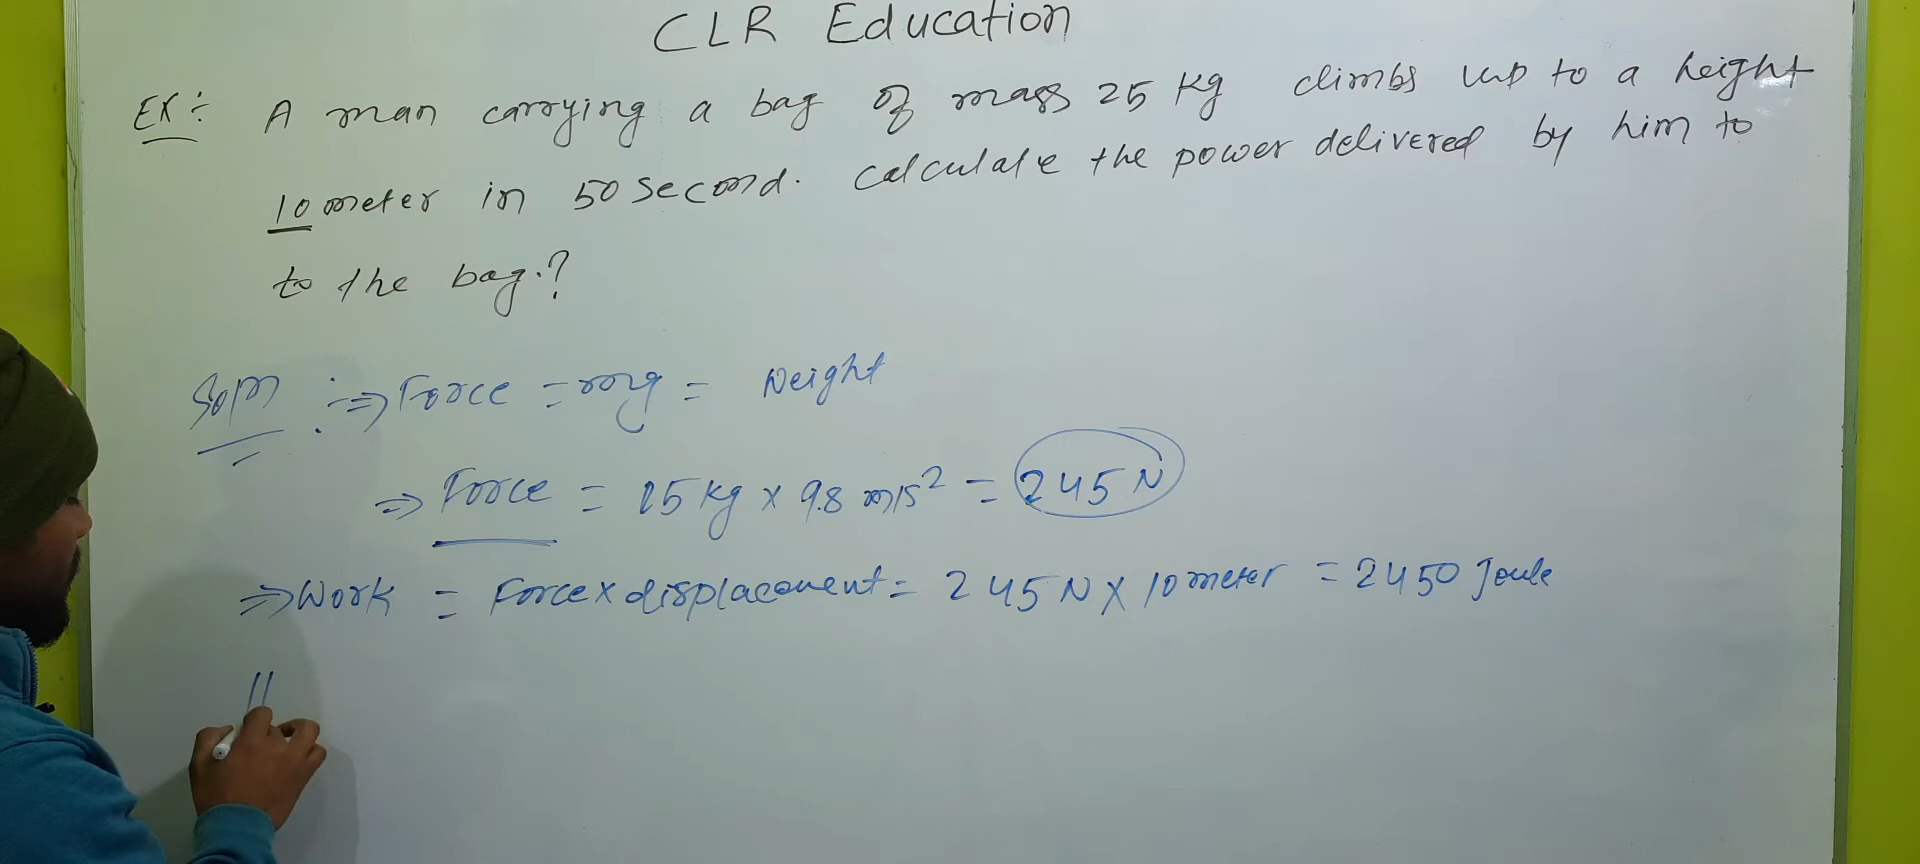 CLR Education
Ex: A man carrying a bag of mass 25 kg climbs up to a height
10 meter in 50 second. calculate the power delivered by him to
to the bag.?
Soln :⇒ Force = mg = Weight
⇒ Force = 25 kg x 9.8 m/s² = 245 N
⇒ Work = Force x displacement = 245 N x 10 meter = 2450 Joule